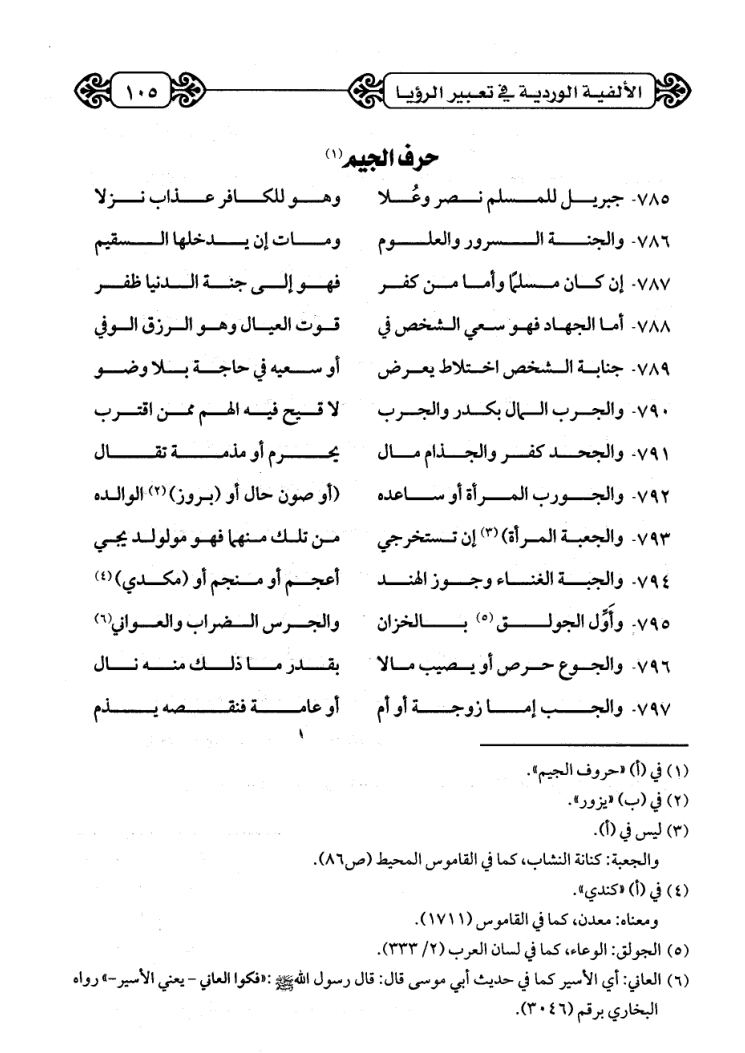 الألفية الوردية في تعبير الرؤيا
١٠٥
حرف الجيم (١)
٧٨٥- جبريل للمسلم نصر وعُلا وهو للكافر عذاب نزلا
٧٨٦- والجنة السرور والعلوم ومات إن يدخلها السقيم
٧٨٧- إن كان مسلمًا وأما من كفر فهو إلى جنة الدنيا ظفر
٧٨٨- أما الجهاد فهو سعي الشخص في قوت العيال وهو الرزق الوفي
٧٨٩- جنابة الشخص اختلاط يعرض أو سعيه في حاجة بلا وضو
٧٩٠- والجرب المال بكدر والجرب لا قيح فيه الهم ممن اقترب
٧٩١- والجحد كفر والجذام مال يحرم أو مذمة تقال
٧٩٢- والجورب المرأة أو ساعده (أو صون حال أو (بروز) (٢) الوالده
٧٩٣- والجعبة المرأة) (٣) إن تستخرجي من تلك منهما فهو مولولد يجي
٧٩٤- والجبة الغناء وجوز الهند أعجم أو منجم أو (مكدي) (٤)
٧٩٥- وأَوِّل الجولق (٥) بالخزان والجرس الضراب والعواني (٦)
٧٩٦- والجوع حرص أو يصيب مالا بقدر ما ذلك منه نال
٧٩٧- والجب إما زوجة أو أم أو عامة فنقصه يذم
(١) في (أ) «حروف الجيم».
(٢) في (ب) «يزور».
(٣) ليس في (أ).
والجعبة: كنانة النشاب، كما في القاموس المحيط (ص٨٦).
(٤) في (أ) «كندي».
ومعناه: معدن، كما في القاموس (١٧١١).
(٥) الجولق: الوعاء، كما في لسان العرب (٢/ ٣٣٣).
(٦) العاني: أي الأسير كما في حديث أبي موسى قال: قال رسول الله ﷺ: «فكوا العاني - يعني الأسير-» رواه
البخاري برقم (٣٠٤٦).